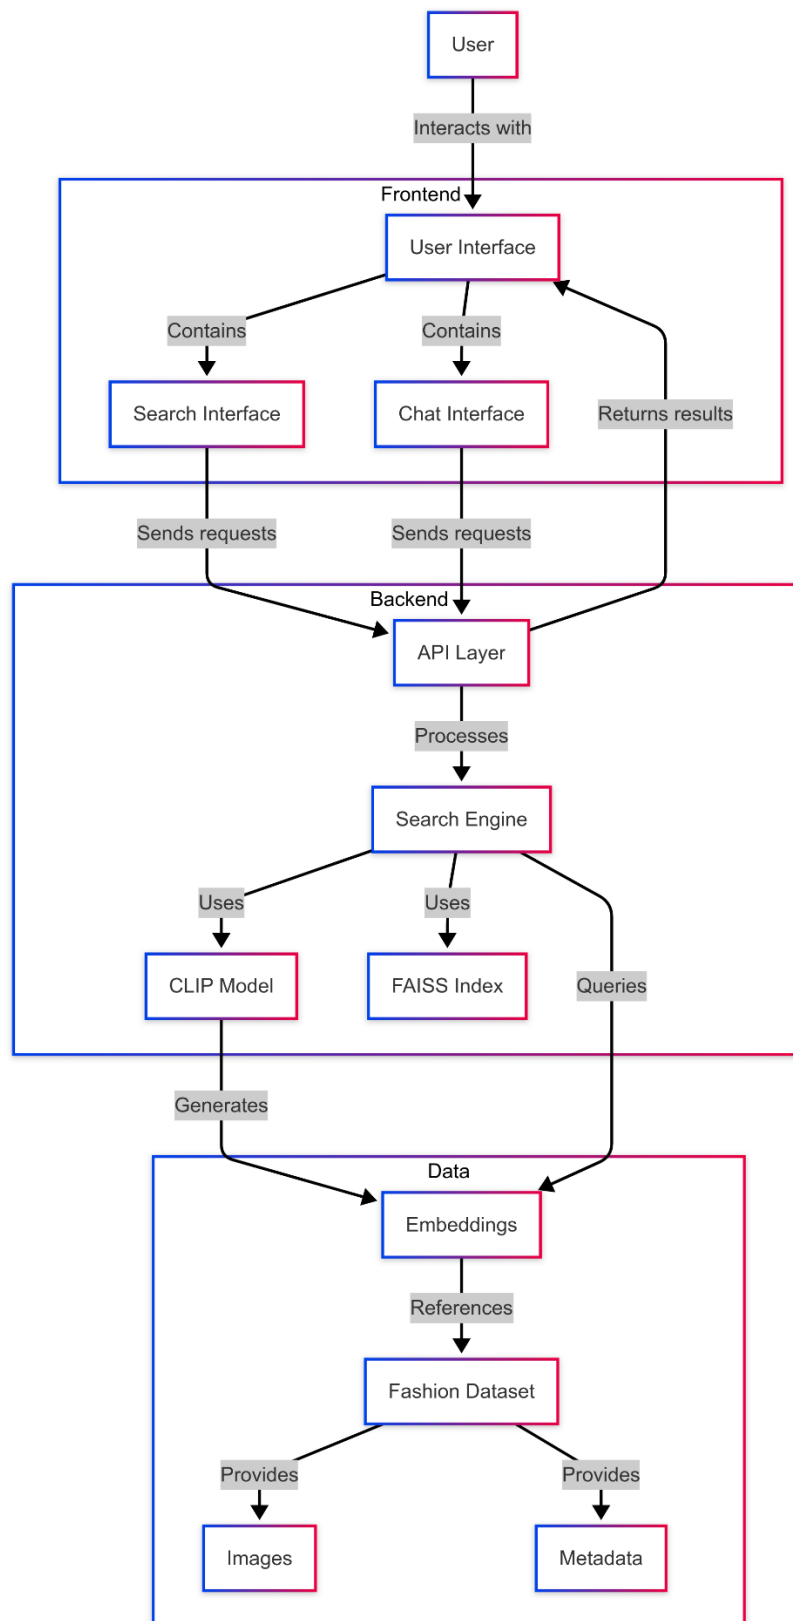 User
Interacts with
Frontend
User Interface
Contains
Contains
Search Interface
Chat Interface
Returns results
Sends requests
Sends requests
Backend
API Layer
Processes
Search Engine
Uses
Uses
CLIP Model
FAISS Index
Queries
Generates
Data
Embeddings
References
Fashion Dataset
Provides
Provides
Images
Metadata